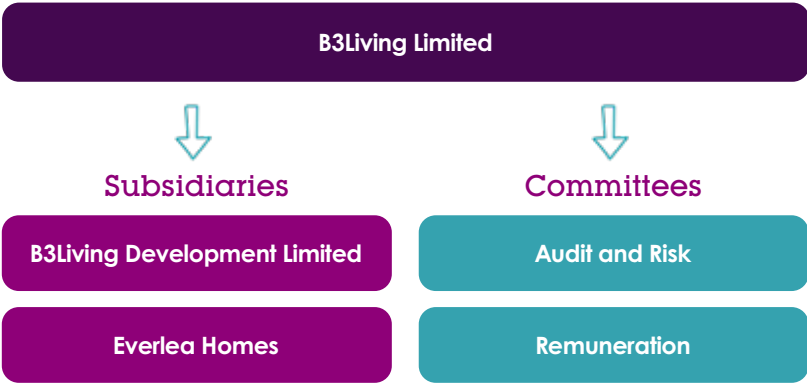 B3Living Limited
Subsidiaries
Committees
B3Living Development Limited
Audit and Risk
Everlea Homes
Remuneration